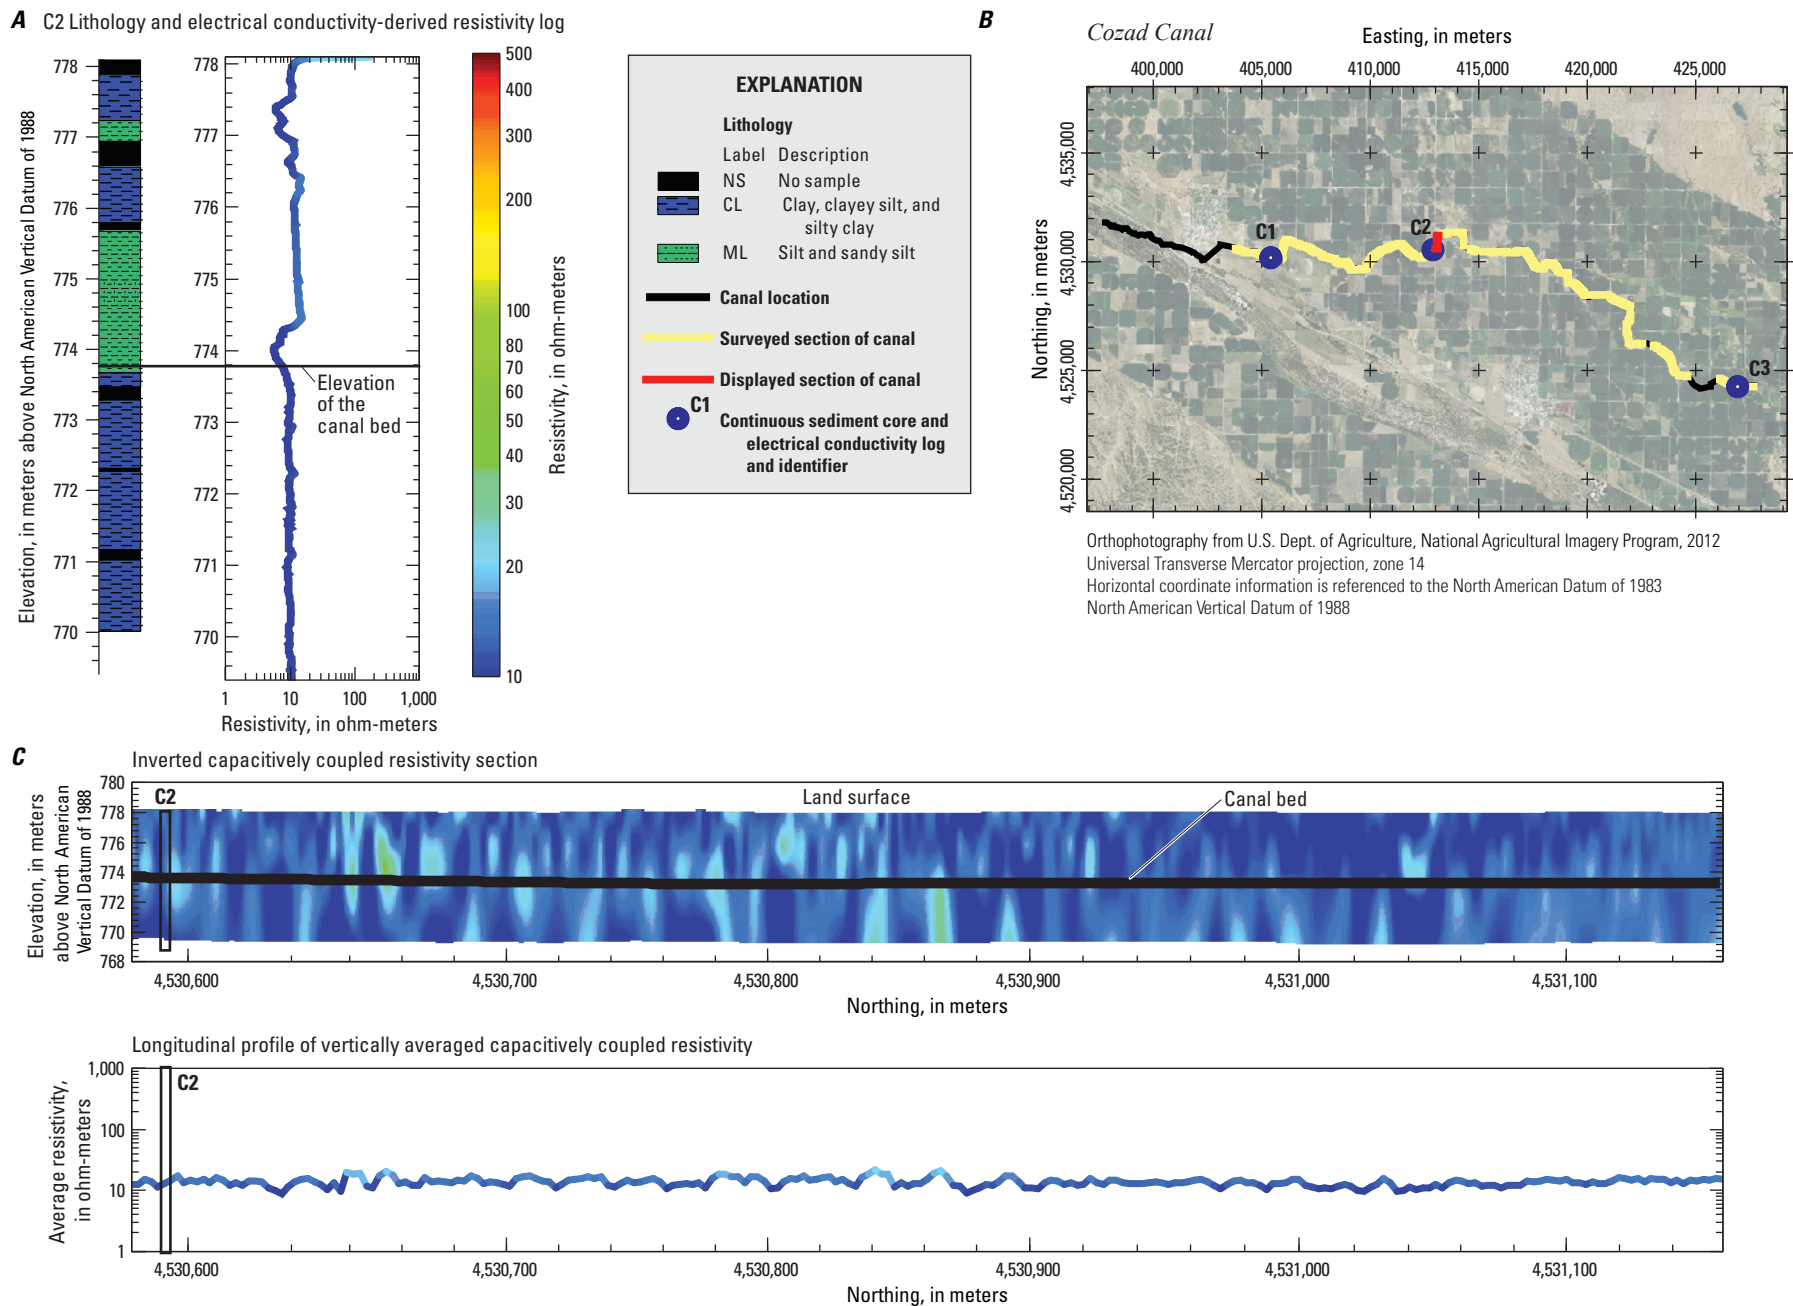 A C2 Lithology and electrical conductivity-derived resistivity log
Elevation, in meters above North American Vertical Datum of 1988
778
777
776
775
774
773
772
771
770
778
777
776
775
774
773
772
771
770
Elevation
of the
canal bed
1 10 100 1,000
Resistivity, in ohm-meters
500
400
300
200
100
80
70
60
50
40
30
20
10
Resistivity, in ohm-meters
EXPLANATION
Lithology
Label Description
NS No sample
CL Clay, clayey silt, and
silty clay
ML Silt and sandy silt
Canal location
Surveyed section of canal
Displayed section of canal
C1
Continuous sediment core and
electrical conductivity log
and identifier
B
Cozad Canal
Easting, in meters
400,000 405,000 410,000 415,000 420,000 425,000
Northing, in meters
4,535,000
4,530,000
4,525,000
4,520,000
C1
C2
C3
Orthophotography from U.S. Dept. of Agriculture, National Agricultural Imagery Program, 2012
Universal Transverse Mercator projection, zone 14
Horizontal coordinate information is referenced to the North American Datum of 1983
North American Vertical Datum of 1988
C Inverted capacitively coupled resistivity section
Elevation, in meters
above North American
Vertical Datum of 1988
780
778
776
774
772
770
768
C2
Land surface
Canal bed
4,530,600 4,530,700 4,530,800 4,530,900 4,531,000 4,531,100
Northing, in meters
Longitudinal profile of vertically averaged capacitively coupled resistivity
Average resistivity,
in ohm-meters
1,000
100
10
1
C2
4,530,600 4,530,700 4,530,800 4,530,900 4,531,000 4,531,100
Northing, in meters